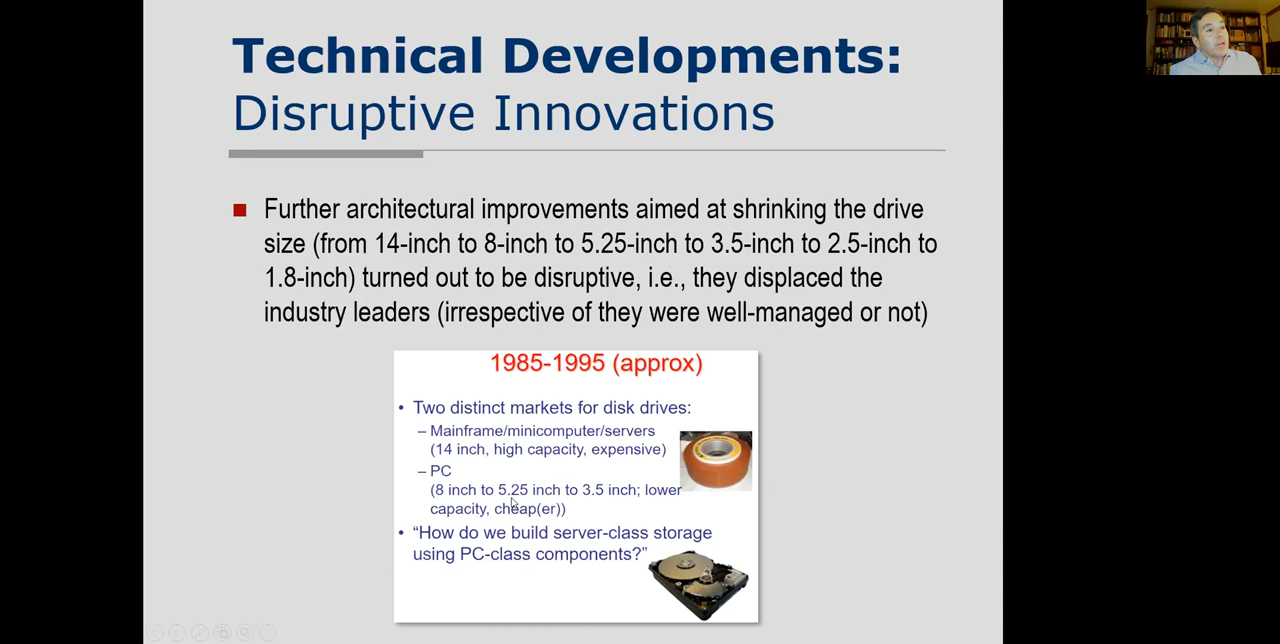 Technical Developments:
Disruptive Innovations
Further architectural improvements aimed at shrinking the drive
size (from 14-inch to 8-inch to 5.25-inch to 3.5-inch to 2.5-inch to
1.8-inch) turned out to be disruptive, i.e., they displaced the
industry leaders (irrespective of they were well-managed or not)
1985-1995 (approx)
• Two distinct markets for disk drives:
– Mainframe/minicomputer/servers
(14 inch, high capacity, expensive)
– PC
(8 inch to 5.25 inch to 3.5 inch; lower
capacity, cheap(er))
• “How do we build server-class storage
using PC-class components?”